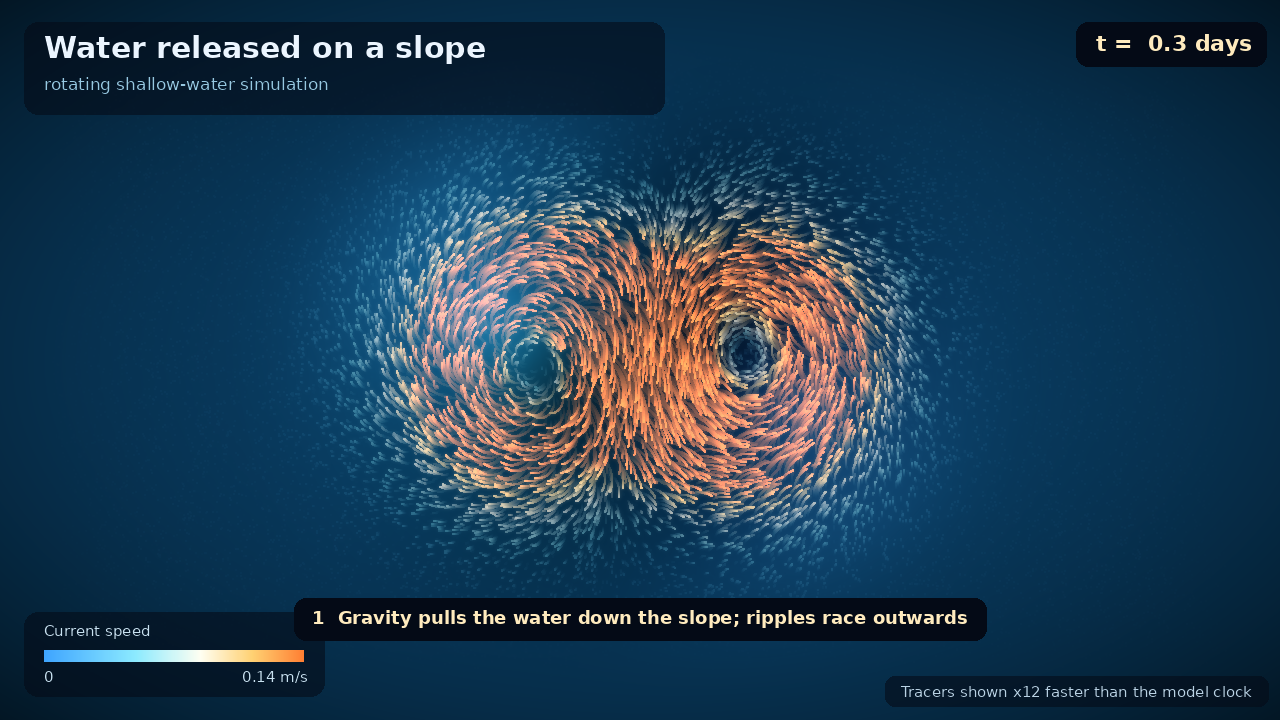 Water released on a slope
rotating shallow-water simulation
t =  0.3 days
1  Gravity pulls the water down the slope; ripples race outwards
Current speed
0 0.14 m/s
Tracers shown x12 faster than the model clock